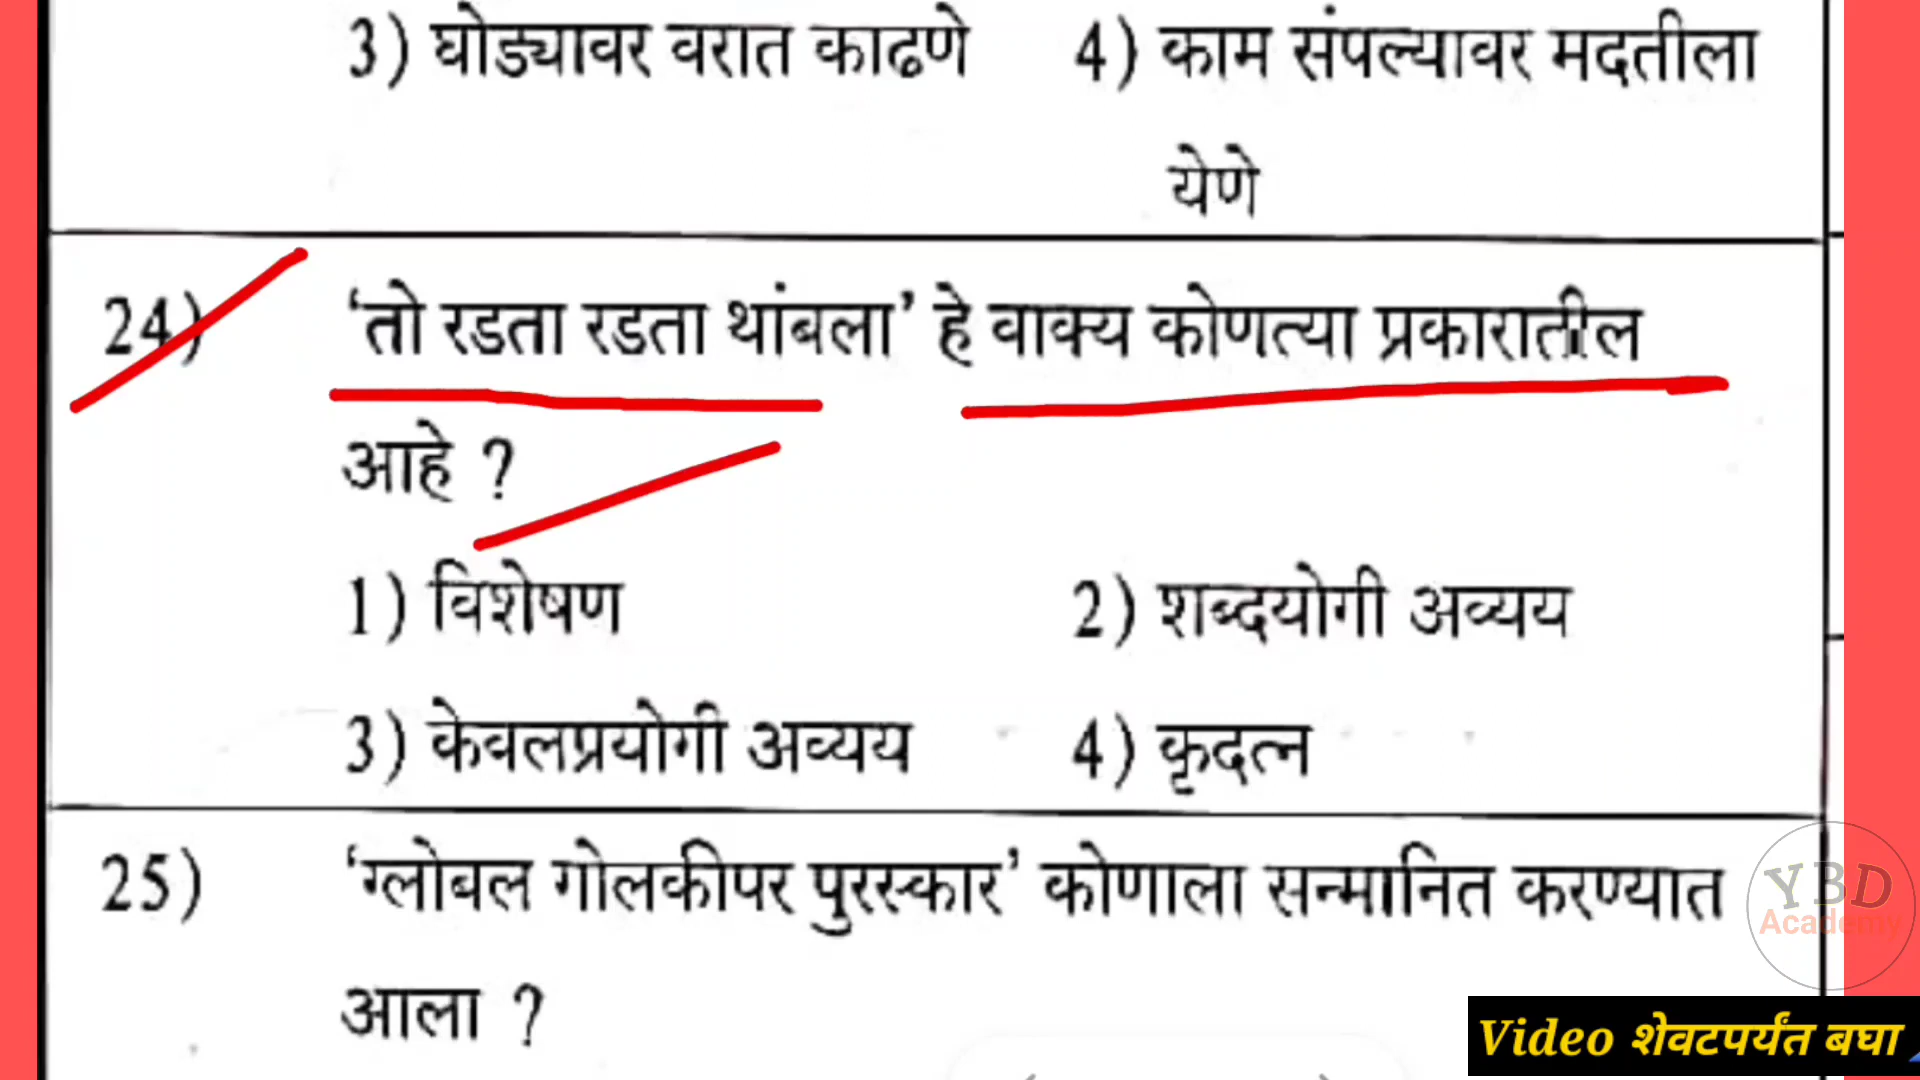 3) घोड्यावर वरात काढणे 4) काम संपल्यावर मदतीला
येणे
24) ‘तो रडता रडता थांबला’ हे वाक्य कोणत्या प्रकारातील
आहे ?
1) विशेषण 2) शब्दयोगी अव्यय
3) केवलप्रयोगी अव्यय 4) कृदत्न
25) ‘ग्लोबल गोलकीपर पुरस्कार’ कोणाला सन्मानित करण्यात
आला ?
YBD
Academy
Video शेवटपर्यंत बघा